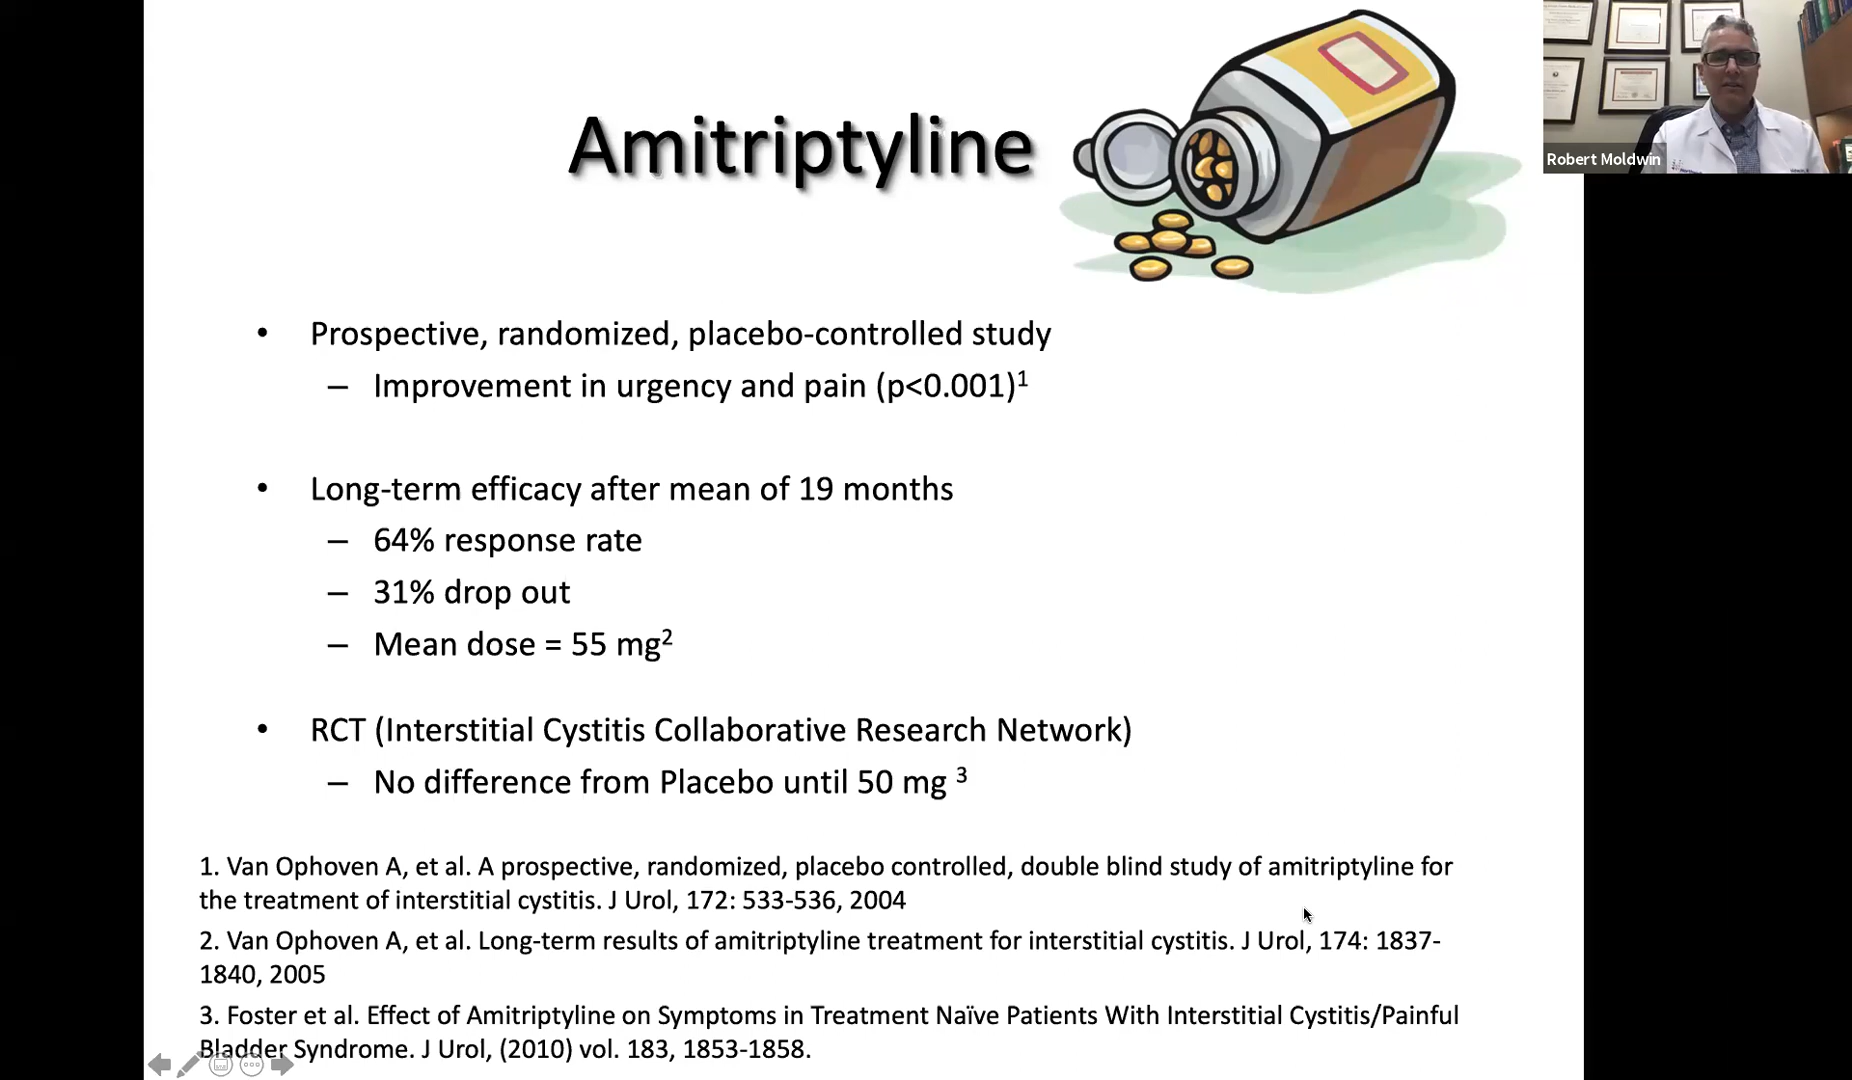 Amitriptyline
Robert Moldwin
• Prospective, randomized, placebo-controlled study
– Improvement in urgency and pain (p<0.001)¹
• Long-term efficacy after mean of 19 months
– 64% response rate
– 31% drop out
– Mean dose = 55 mg²
• RCT (Interstitial Cystitis Collaborative Research Network)
– No difference from Placebo until 50 mg ³
1. Van Ophoven A, et al. A prospective, randomized, placebo controlled, double blind study of amitriptyline for
the treatment of interstitial cystitis. J Urol, 172: 533-536, 2004
2. Van Ophoven A, et al. Long-term results of amitriptyline treatment for interstitial cystitis. J Urol, 174: 1837-
1840, 2005
3. Foster et al. Effect of Amitriptyline on Symptoms in Treatment Naïve Patients With Interstitial Cystitis/Painful
Bladder Syndrome. J Urol, (2010) vol. 183, 1853-1858.